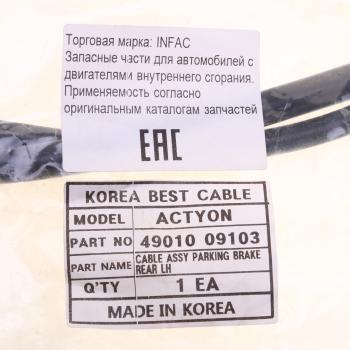 Торговая марка: INFAC
Запасные части для автомобилей с
двигателями внутреннего сгорания.
Применяемость согласно
оригинальным каталогам запчастей
EAC
KOREA BEST CABLE
MODEL ACTYON
PART NO 49010 09103
PART NAME CABLE ASSY PARKING BRAKE
REAR LH
Q'TY 1 EA
MADE IN KOREA